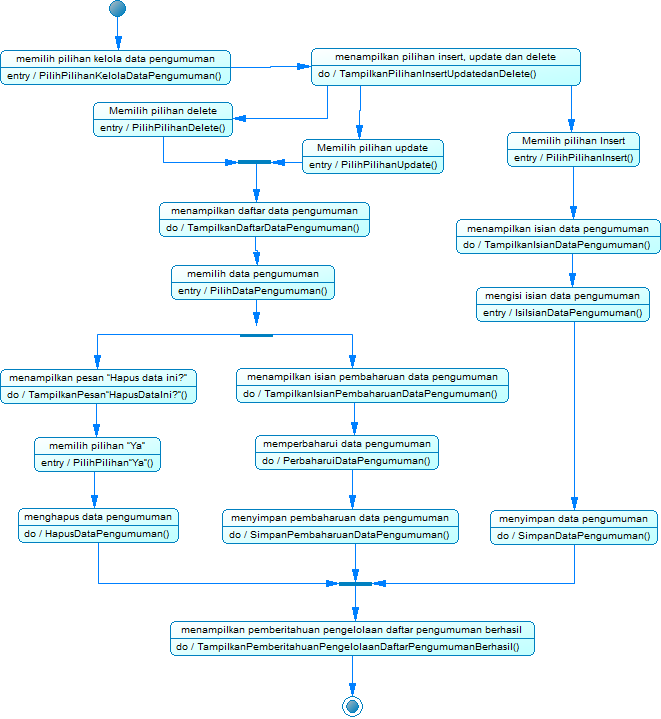 memilih pilihan kelola data pengumuman
entry / PilihPilihanKelolaDataPengumuman()
menampilkan pilihan insert, update dan delete
do / TampilkanPilihanInsertUpdatedanDelete()
Memilih pilihan delete
entry / PilihPilihanDelete()
Memilih pilihan update
entry / PilihPilihanUpdate()
Memilih pilihan Insert
entry / PilihPilihanInsert()
menampilkan daftar data pengumuman
do / TampilkanDaftarDataPengumuman()
menampilkan isian data pengumuman
do / TampilkanIsianDataPengumuman()
memilih data pengumuman
entry / PilihDataPengumuman()
mengisi isian data pengumuman
entry / IsiIsianDataPengumuman()
menampilkan pesan "Hapus data ini?"
do / TampilkanPesan"HapusDataIni?"()
menampilkan isian pembaharuan data pengumuman
do / TampilkanIsianPembaharuanDataPengumuman()
memilih pilihan "Ya"
entry / PilihPilihan"Ya"()
memperbaharui data pengumuman
do / PerbaharuiDataPengumuman()
menghapus data pengumuman
do / HapusDataPengumuman()
menyimpan pembaharuan data pengumuman
do / SimpanPembaharuanDataPengumuman()
menyimpan data pengumuman
do / SimpanDataPengumuman()
menampilkan pemberitahuan pengelolaan daftar pengumuman berhasil
do / TampilkanPemberitahuanPengelolaanDaftarPengumumanBerhasil()